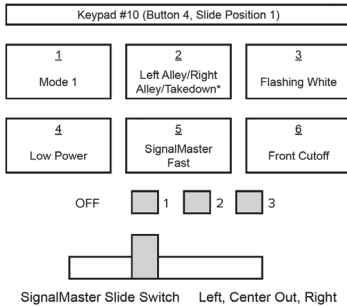 Keypad #10 (Button 4, Slide Position 1)
1
Mode 1
2
Left Alley/Right
Alley/Takedown*
3
Flashing White
4
Low Power
5
SignalMaster
Fast
6
Front Cutoff
OFF 1 2 3
SignalMaster Slide Switch Left, Center Out, Right